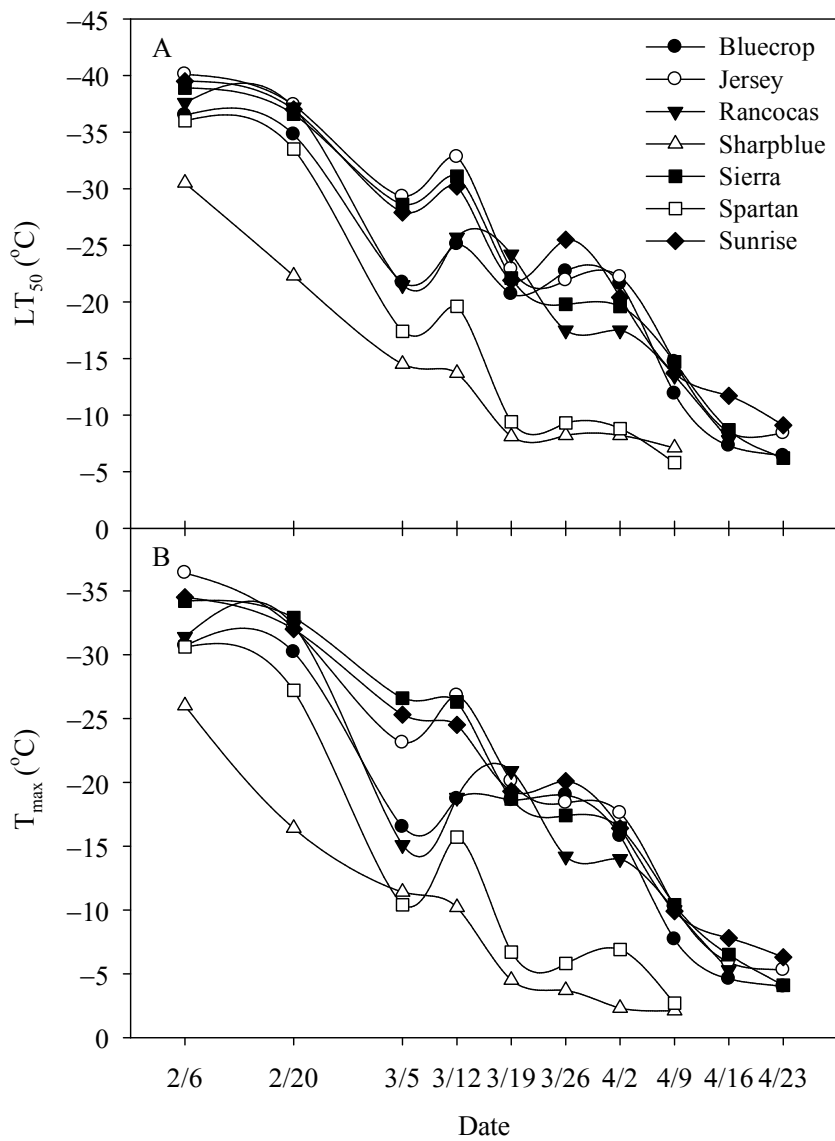 A
Bluecrop
Jersey
Rancocas
Sharpblue
Sierra
Spartan
Sunrise
LT50 (°C)
−45
−40
−35
−30
−25
−20
−15
−10
−5
0
B
Tmax (°C)
−35
−30
−25
−20
−15
−10
−5
0
2/6 2/20 3/5 3/12 3/19 3/26 4/2 4/9 4/16 4/23
Date